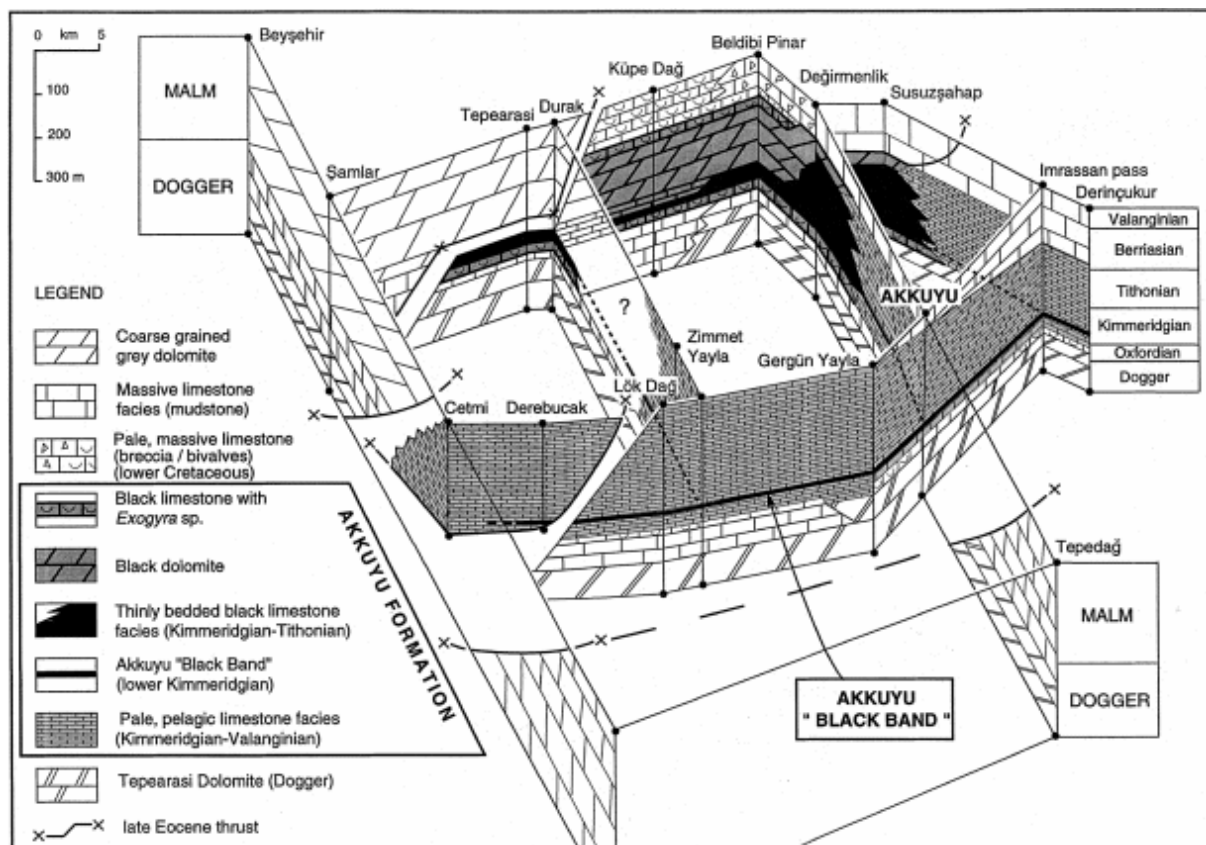 0 km 5
100
200
300 m
Beyşehir
MALM
DOGGER
Şamlar
Tepearasi
Durak
Küpe Dağ
Beldibi Pinar
Değirmenlik
Susuzşahap
Imrassan pass
Derinçukur
Valanginian
Berriasian
Tithonian
Kimmeridgian
Oxfordian
Dogger
AKKUYU
?
Zimmet
Yayla
Gergün Yayla
Lök Dağ
Cetmi
Derebucak
Tepedağ
MALM
DOGGER
AKKUYU
" BLACK BAND "
LEGEND
Coarse grained
grey dolomite
Massive limestone
facies (mudstone)
Pale, massive limestone
(breccia / bivalves)
(lower Cretaceous)
Black limestone with
Exogyra sp.
Black dolomite
Thinly bedded black limestone
facies (Kimmeridgian-Tithonian)
Akkuyu "Black Band"
(lower Kimmeridgian)
Pale, pelagic limestone facies
(Kimmeridgian-Valanginian)
AKKUYU FORMATION
Tepearasi Dolomite (Dogger)
late Eocene thrust